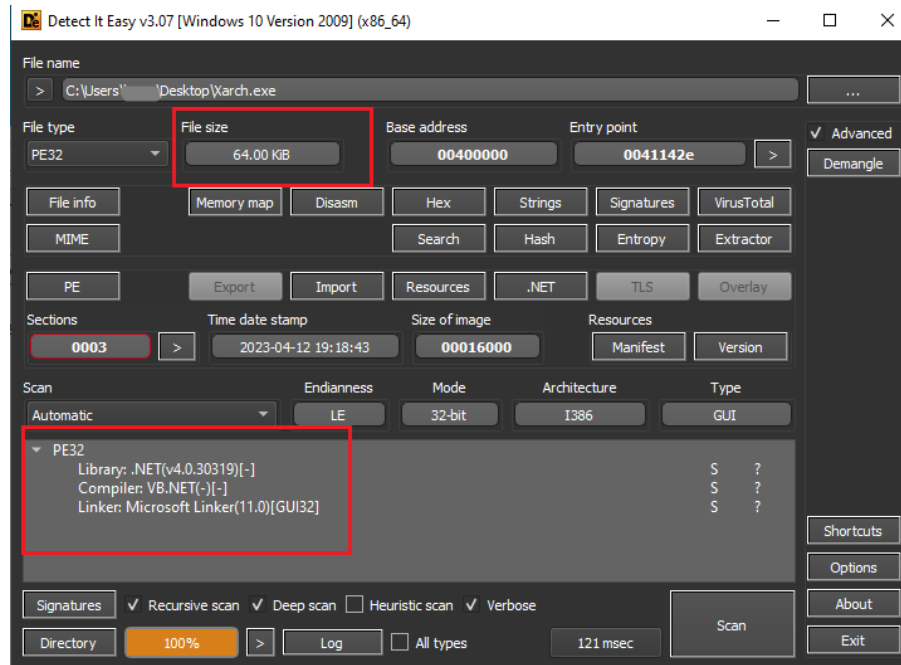 Detect It Easy v3.07 [Windows 10 Version 2009] (x86_64)
File name
> C:\Users\ \Desktop\Xarch.exe ...
File type File size Base address Entry point
PE32 64.00 KiB 00400000 0041142e >
Advanced
Demangle
File info Memory map Disasm Hex Strings Signatures VirusTotal
MIME Search Hash Entropy Extractor
PE Export Import Resources .NET TLS Overlay
Sections Time date stamp Size of image Resources
0003 > 2023-04-12 19:18:43 00016000 Manifest Version
Scan Endianness Mode Architecture Type
Automatic LE 32-bit I386 GUI
PE32
Library: .NET(v4.0.30319)[-] S ?
Compiler: VB.NET(-)[-] S ?
Linker: Microsoft Linker(11.0)[GUI32] S ?
Shortcuts
Options
Signatures Recursive scan Deep scan Heuristic scan Verbose
Scan
About
Directory 100% > Log All types 121 msec
Exit